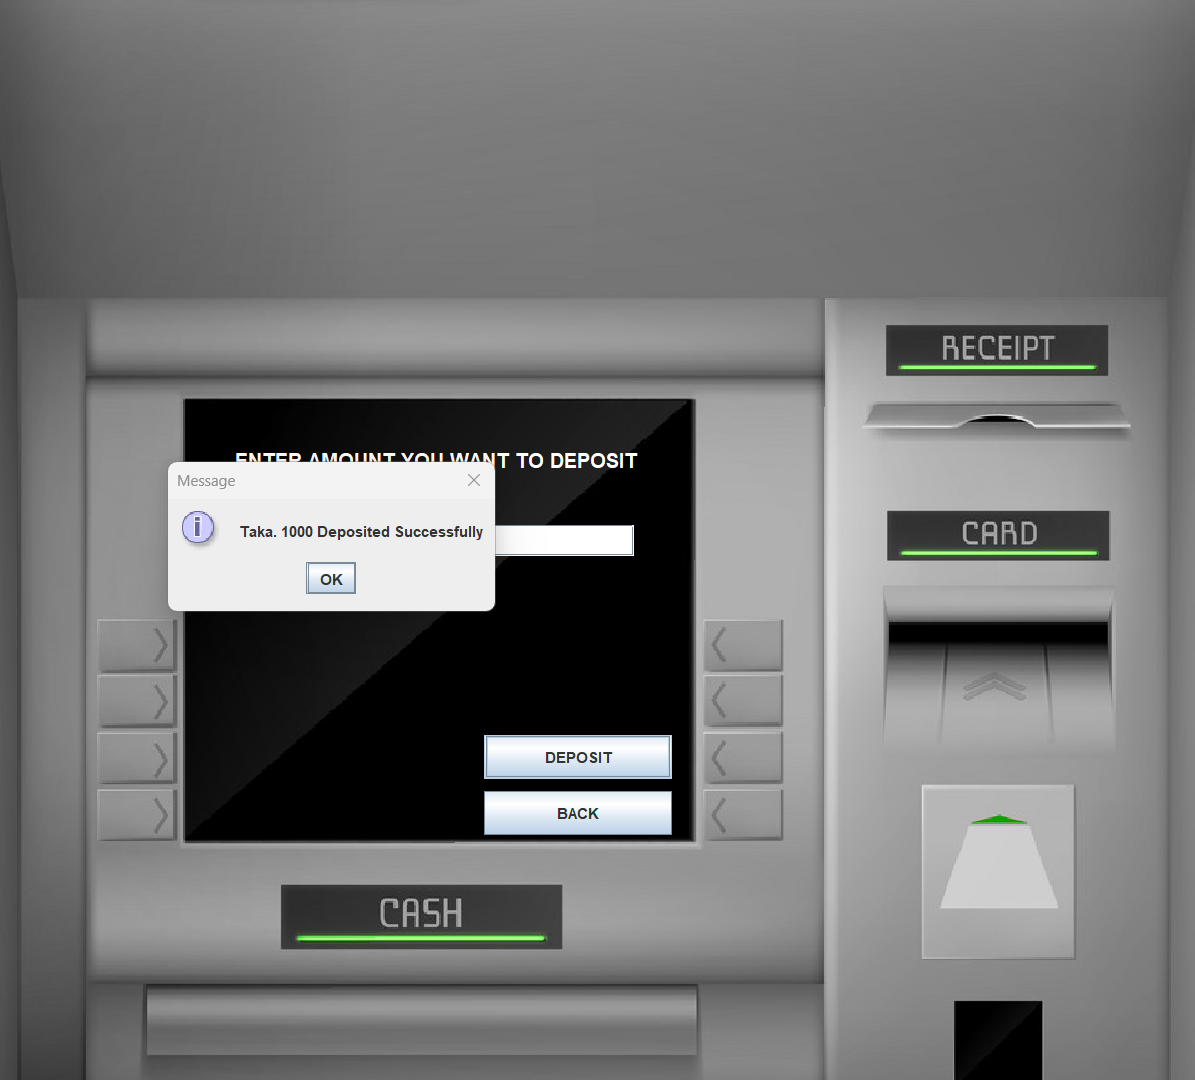 RECEIPT
ENTER AMOUNT YOU WANT TO DEPOSIT
Message
Taka. 1000 Deposited Successfully
OK
CARD
DEPOSIT
BACK
CASH